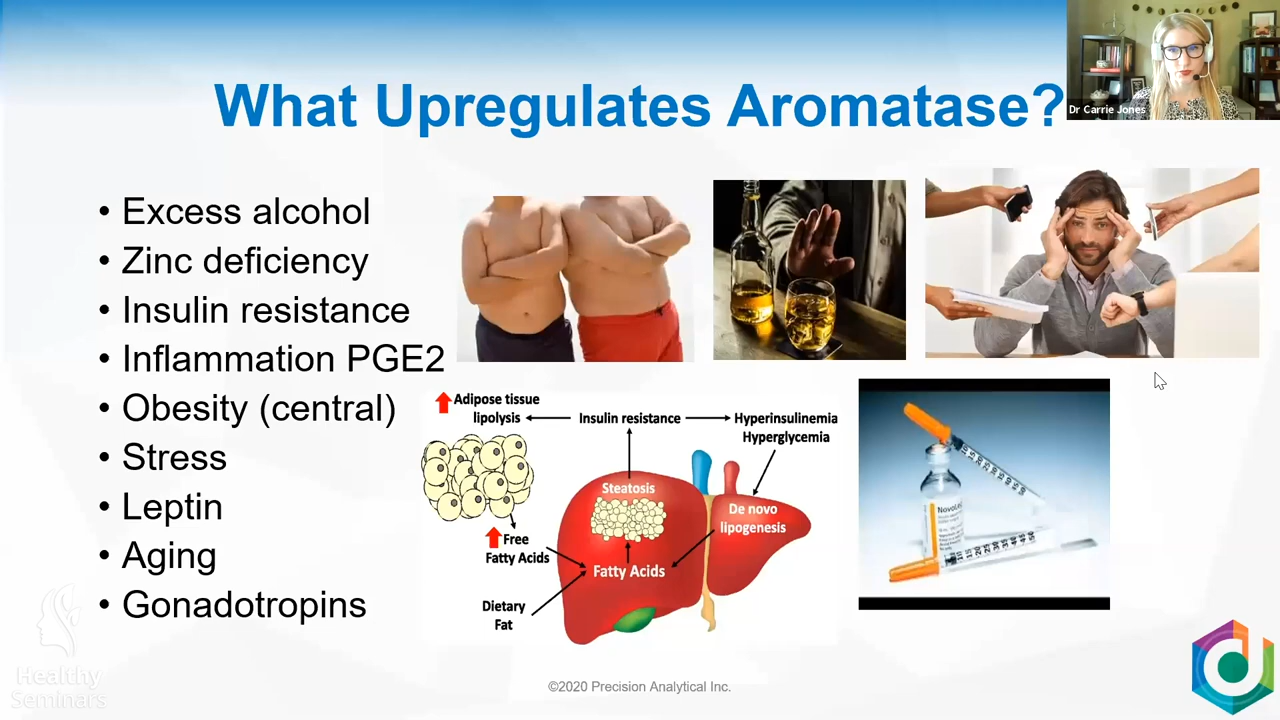 What Upregulates Aromatase?
Dr Carrie Jones
• Excess alcohol
• Zinc deficiency
• Insulin resistance
• Inflammation PGE2
• Obesity (central)
• Stress
• Leptin
• Aging
• Gonadotropins
Adipose tissue
lipolysis
Insulin resistance
Hyperinsulinemia
Hyperglycemia
Steatosis
De novo
lipogenesis
Free
Fatty Acids
Fatty Acids
Dietary
Fat
Healthy
Seminars
©2020 Precision Analytical Inc.